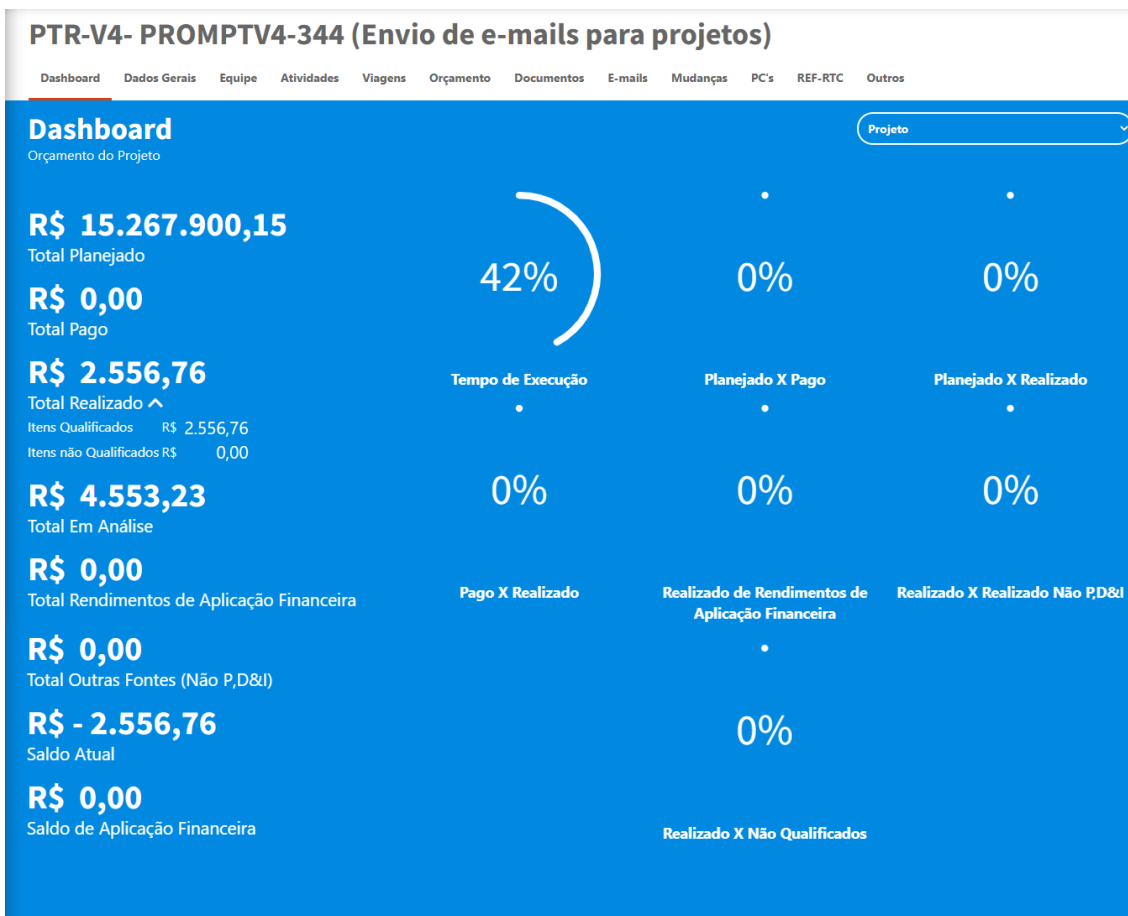 PTR-V4- PROMPTV4-344 (Envio de e-mails para projetos)
Dashboard Dados Gerais Equipe Atividades Viagens Orçamento Documentos E-mails Mudanças PC's REF-RTC Outros
Dashboard
Orçamento do Projeto
Projeto
R$ 15.267.900,15
Total Planejado
R$ 0,00
Total Pago
R$ 2.556,76
Total Realizado
Itens Qualificados R$ 2.556,76
Itens não Qualificados R$ 0,00
R$ 4.553,23
Total Em Análise
R$ 0,00
Total Rendimentos de Aplicação Financeira
R$ 0,00
Total Outras Fontes (Não P,D&I)
R$ - 2.556,76
Saldo Atual
R$ 0,00
Saldo de Aplicação Financeira
42%
Tempo de Execução
0%
Planejado X Pago
0%
Planejado X Realizado
0%
Pago X Realizado
0%
Realizado de Rendimentos de
Aplicação Financeira
0%
Realizado X Realizado Não P,D&I
0%
Realizado X Não Qualificados